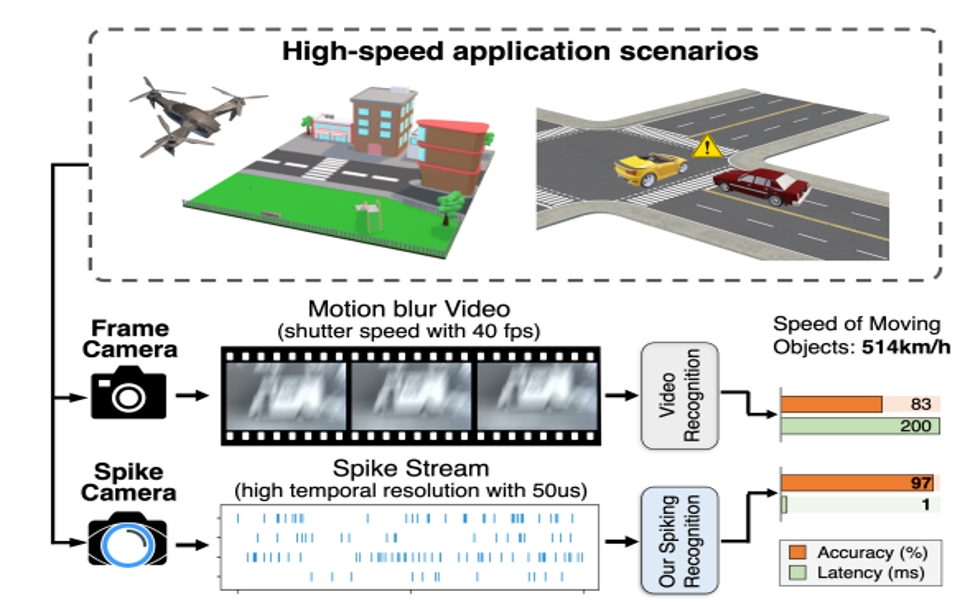 High-speed application scenarios
!
Motion blur Video
(shutter speed with 40 fps)
Frame
Camera
Video
Recognition
Speed of Moving
Objects: 514km/h
83
200
Spike Stream
(high temporal resolution with 50us)
Spike
Camera
Our Spiking
Recognition
97
1
Accuracy (%)
Latency (ms)